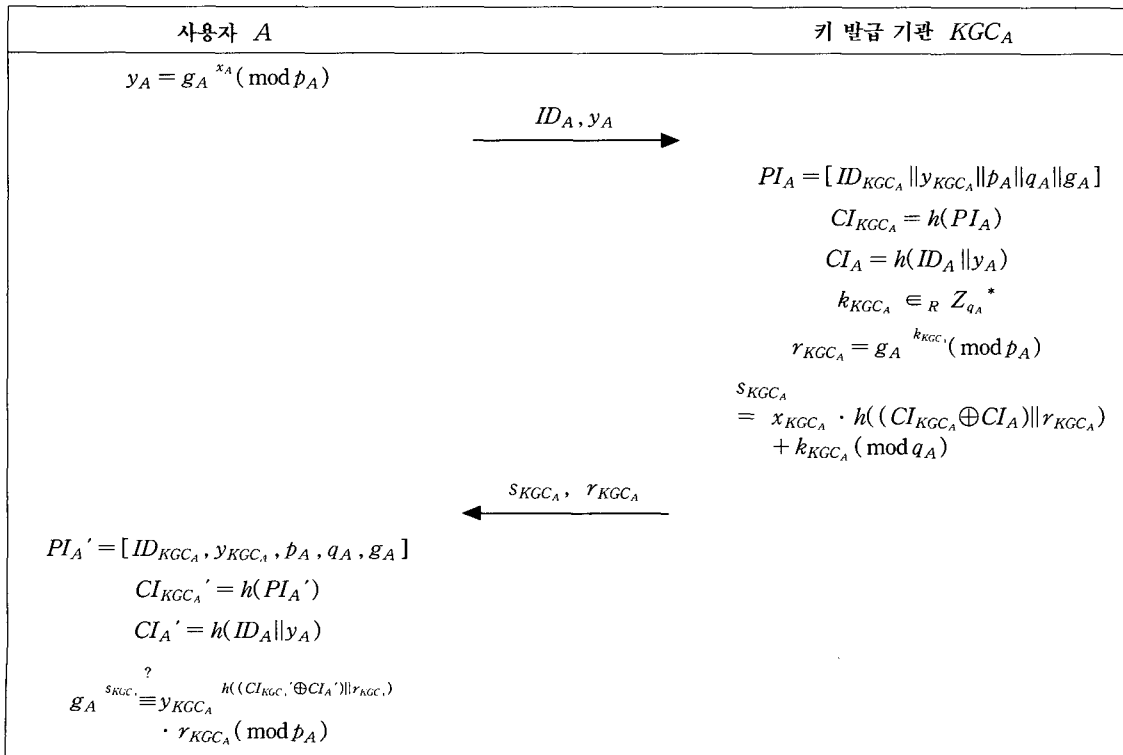 사용자 A
키 발급 기관 KGC_A
y_A = g_A^{x_A} (mod p_A)
ID_A, y_A
PI_A = [ID_{KGC_A} || y_{KGC_A} || p_A || q_A || g_A]
CI_{KGC_A} = h(PI_A)
CI_A = h(ID_A || y_A)
k_{KGC_A} ∈_R Z_{q_A}^*
r_{KGC_A} = g_A^{k_{KGC_A}} (mod p_A)
s_{KGC_A}
= x_{KGC_A} · h((CI_{KGC_A} ⊕ CI_A) || r_{KGC_A})
+ k_{KGC_A} (mod q_A)
s_{KGC_A}, r_{KGC_A}
PI_A′ = [ID_{KGC_A}, y_{KGC_A}, p_A, q_A, g_A]
CI_{KGC_A}′ = h(PI_A′)
CI_A′ = h(ID_A || y_A)
g_A^{s_{KGC_A}} ≡? y_{KGC_A}^{h((CI_{KGC_A}′ ⊕ CI_A′) || r_{KGC_A})}
· r_{KGC_A} (mod p_A)